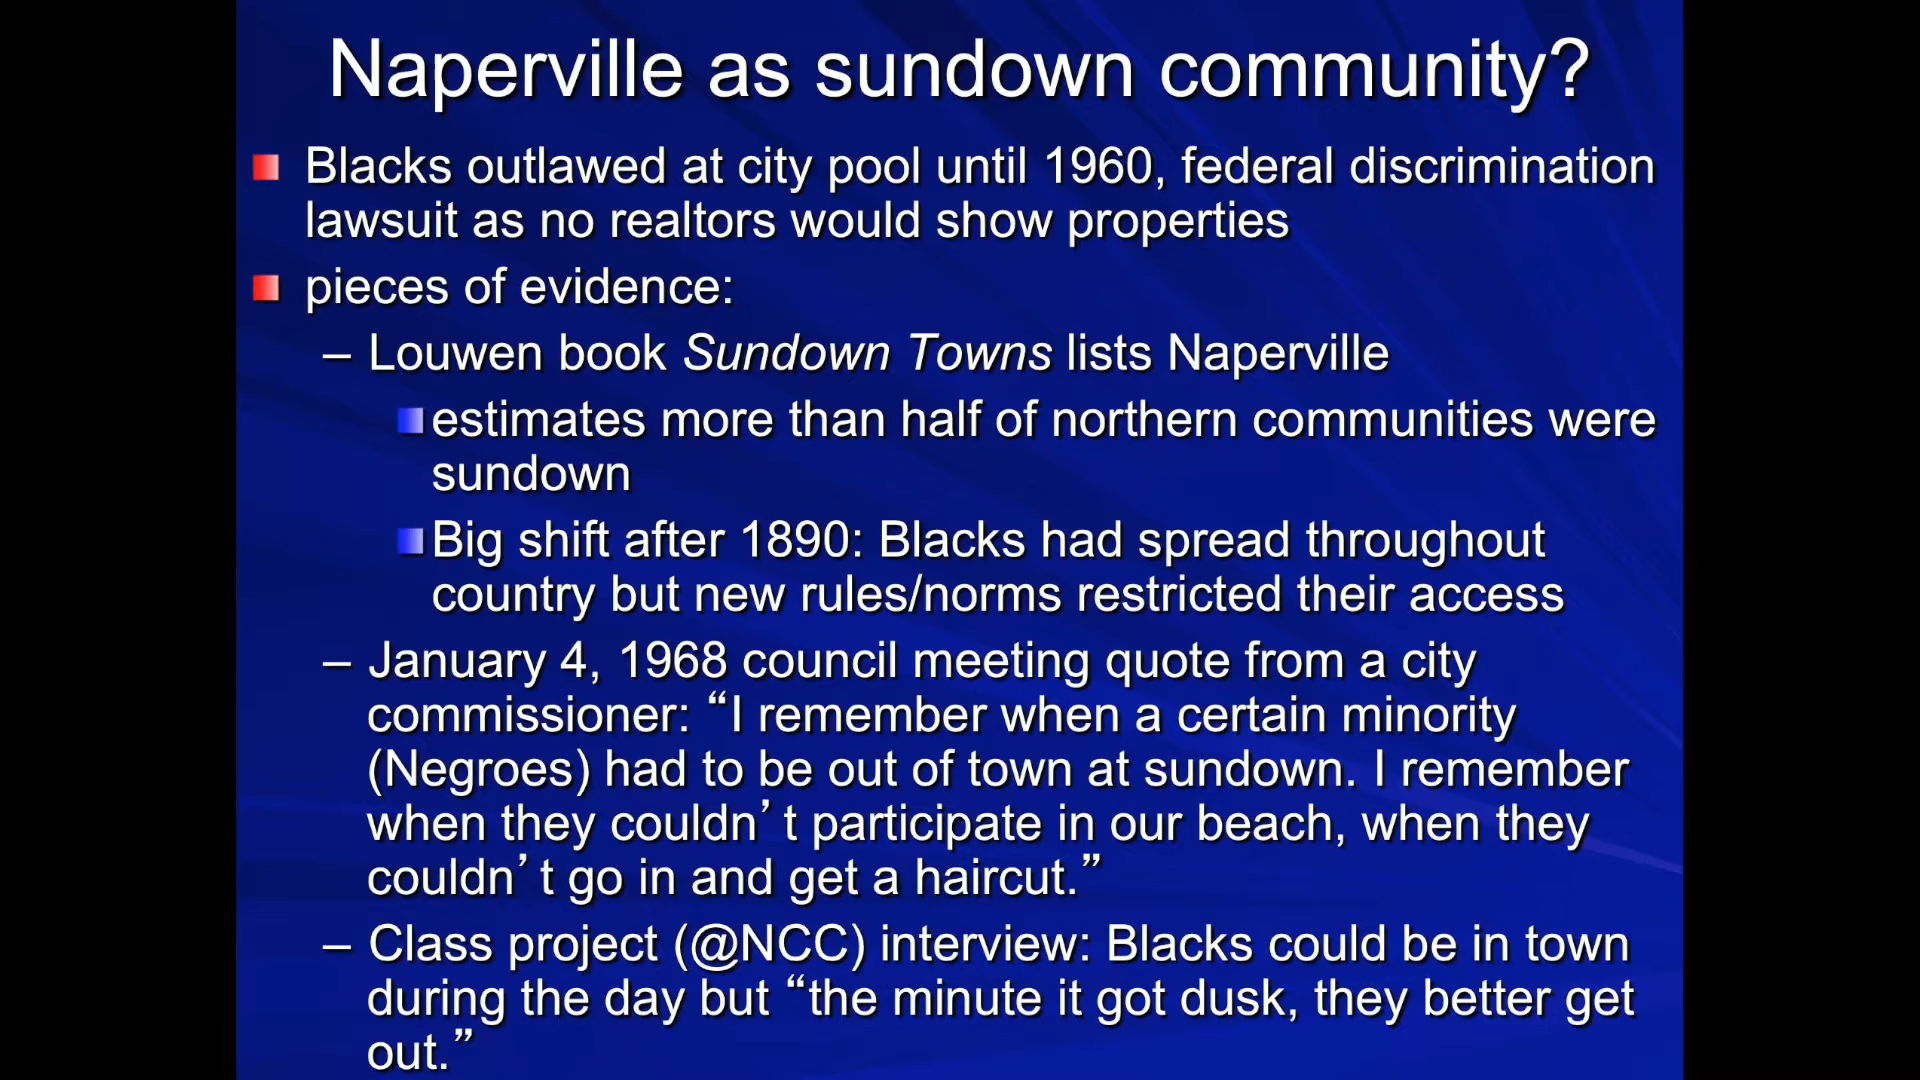 Naperville as sundown community?
Blacks outlawed at city pool until 1960, federal discrimination
lawsuit as no realtors would show properties
pieces of evidence:
– Louwen book Sundown Towns lists Naperville
estimates more than half of northern communities were
sundown
Big shift after 1890: Blacks had spread throughout
country but new rules/norms restricted their access
– January 4, 1968 council meeting quote from a city
commissioner: “I remember when a certain minority
(Negroes) had to be out of town at sundown. I remember
when they couldn’t participate in our beach, when they
couldn’t go in and get a haircut.”
– Class project (@NCC) interview: Blacks could be in town
during the day but “the minute it got dusk, they better get
out.”